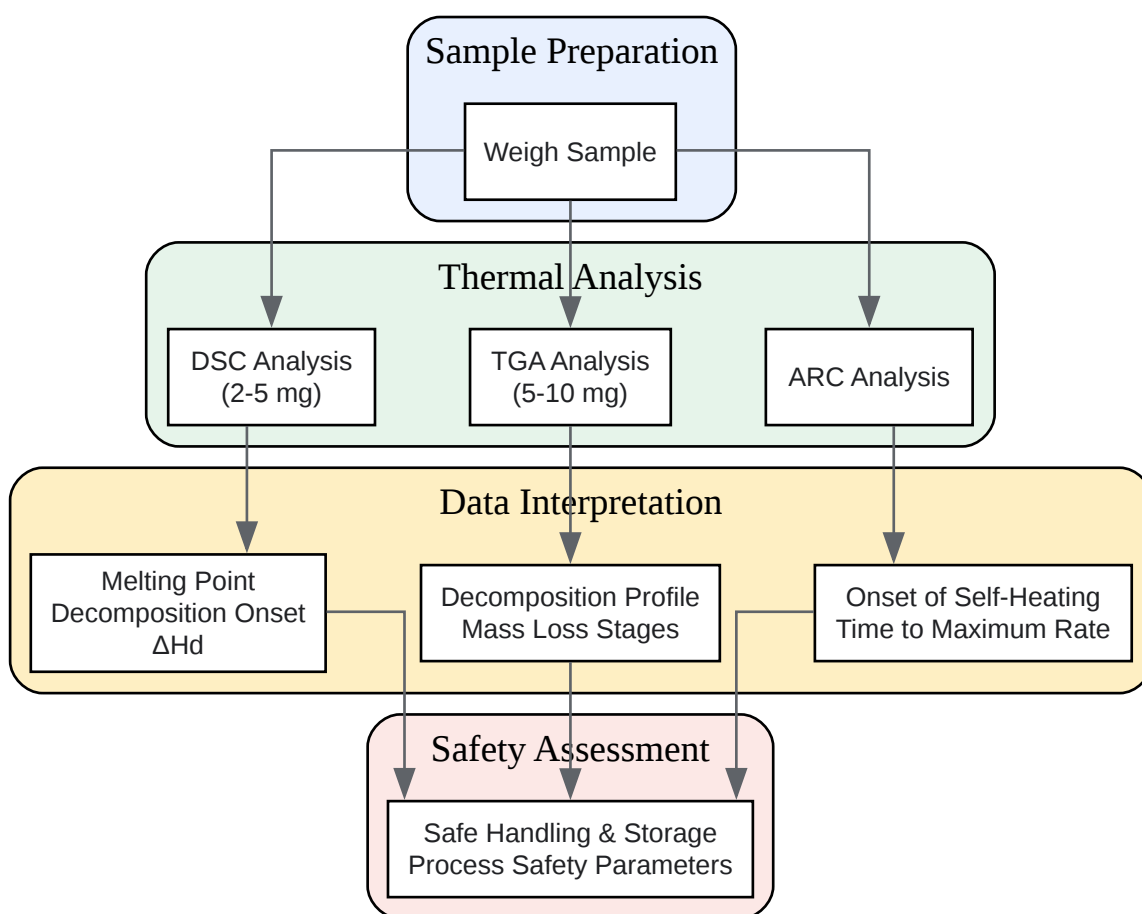 Sample Preparation
Weigh Sample
Thermal Analysis
DSC Analysis
(2-5 mg)
TGA Analysis
(5-10 mg)
ARC Analysis
Data Interpretation
Melting Point
Decomposition Onset
ΔHd
Decomposition Profile
Mass Loss Stages
Onset of Self-Heating
Time to Maximum Rate
Safety Assessment
Safe Handling & Storage
Process Safety Parameters